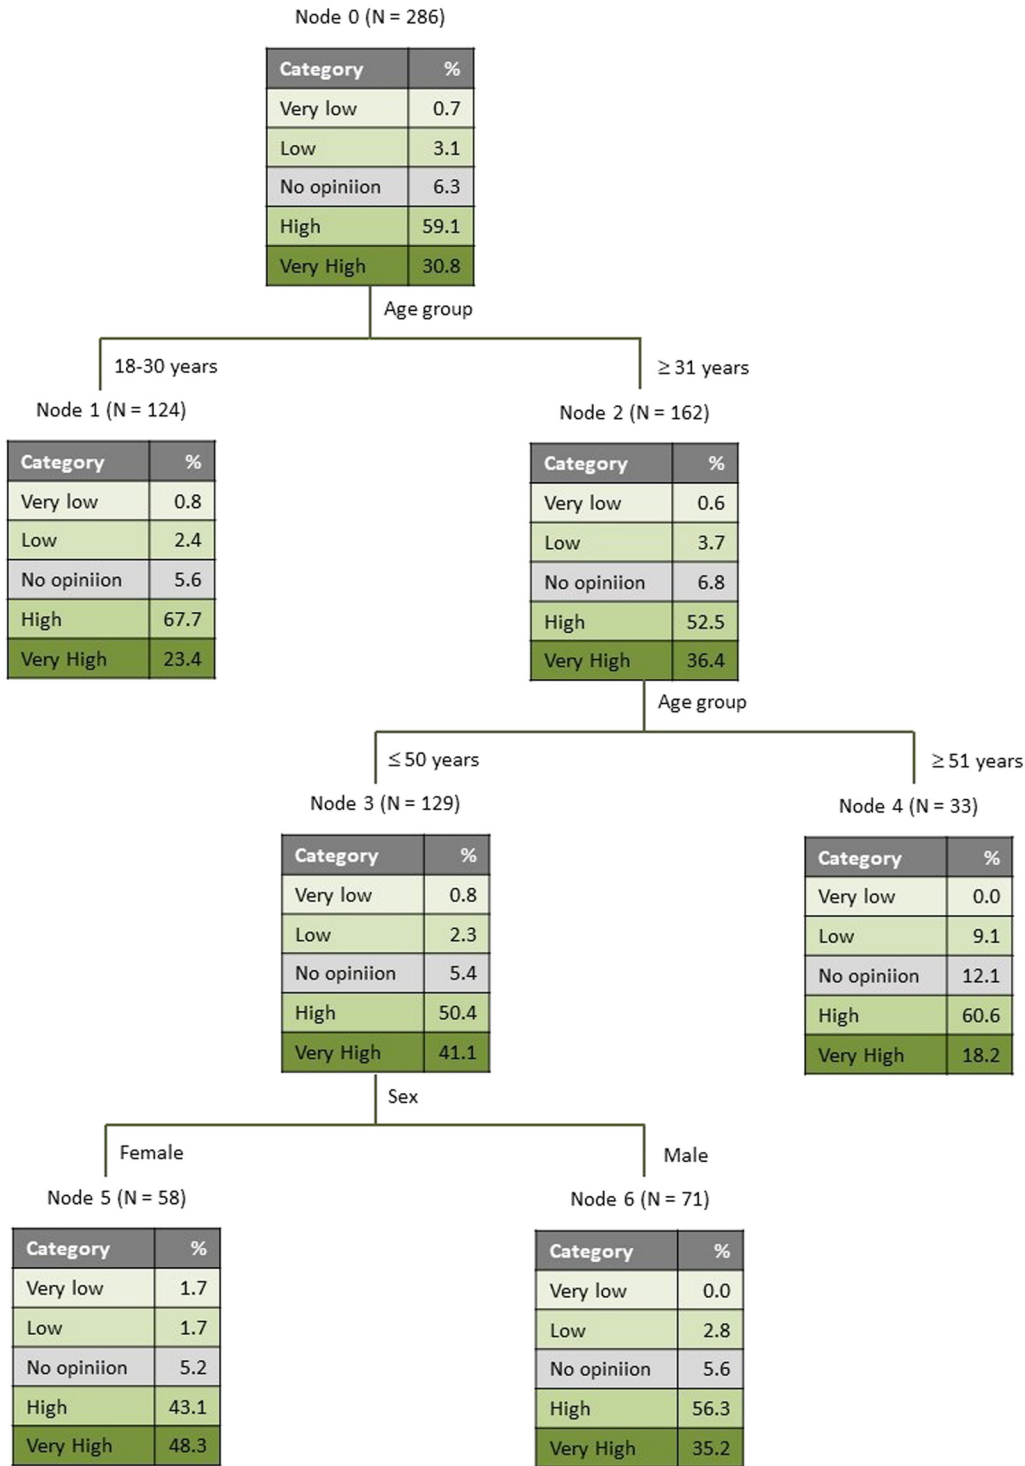 Node 0 (N = 286)
Category %
Very low 0.7
Low 3.1
No opiniion 6.3
High 59.1
Very High 30.8
Age group
18-30 years
≥ 31 years
Node 1 (N = 124)
Category %
Very low 0.8
Low 2.4
No opiniion 5.6
High 67.7
Very High 23.4
Node 2 (N = 162)
Category %
Very low 0.6
Low 3.7
No opiniion 6.8
High 52.5
Very High 36.4
Age group
≤ 50 years
≥ 51 years
Node 3 (N = 129)
Category %
Very low 0.8
Low 2.3
No opiniion 5.4
High 50.4
Very High 41.1
Node 4 (N = 33)
Category %
Very low 0.0
Low 9.1
No opiniion 12.1
High 60.6
Very High 18.2
Sex
Female
Male
Node 5 (N = 58)
Category %
Very low 1.7
Low 1.7
No opiniion 5.2
High 43.1
Very High 48.3
Node 6 (N = 71)
Category %
Very low 0.0
Low 2.8
No opiniion 5.6
High 56.3
Very High 35.2